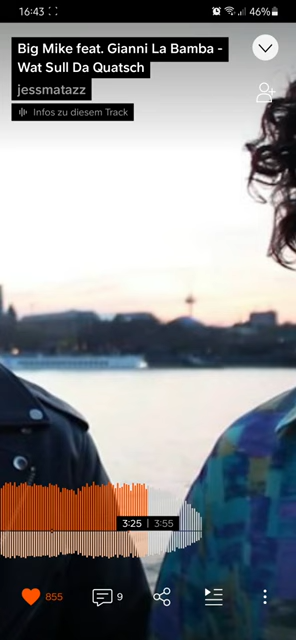 16:43 46%
Big Mike feat. Gianni La Bamba -
Wat Sull Da Quatsch
jessmatazz
Infos zu diesem Track
3:25 | 3:55
855 9